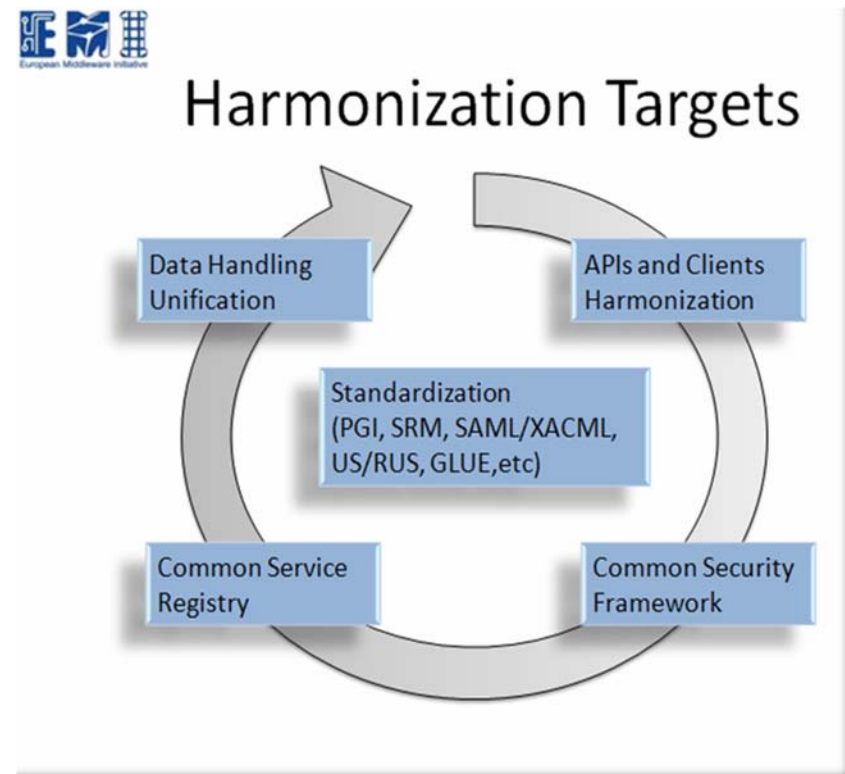 EMI
European Middleware Initiative
Harmonization Targets
Data Handling
Unification
APIs and Clients
Harmonization
Standardization
(PGI, SRM, SAML/XACML,
US/RUS, GLUE,etc)
Common Service
Registry
Common Security
Framework